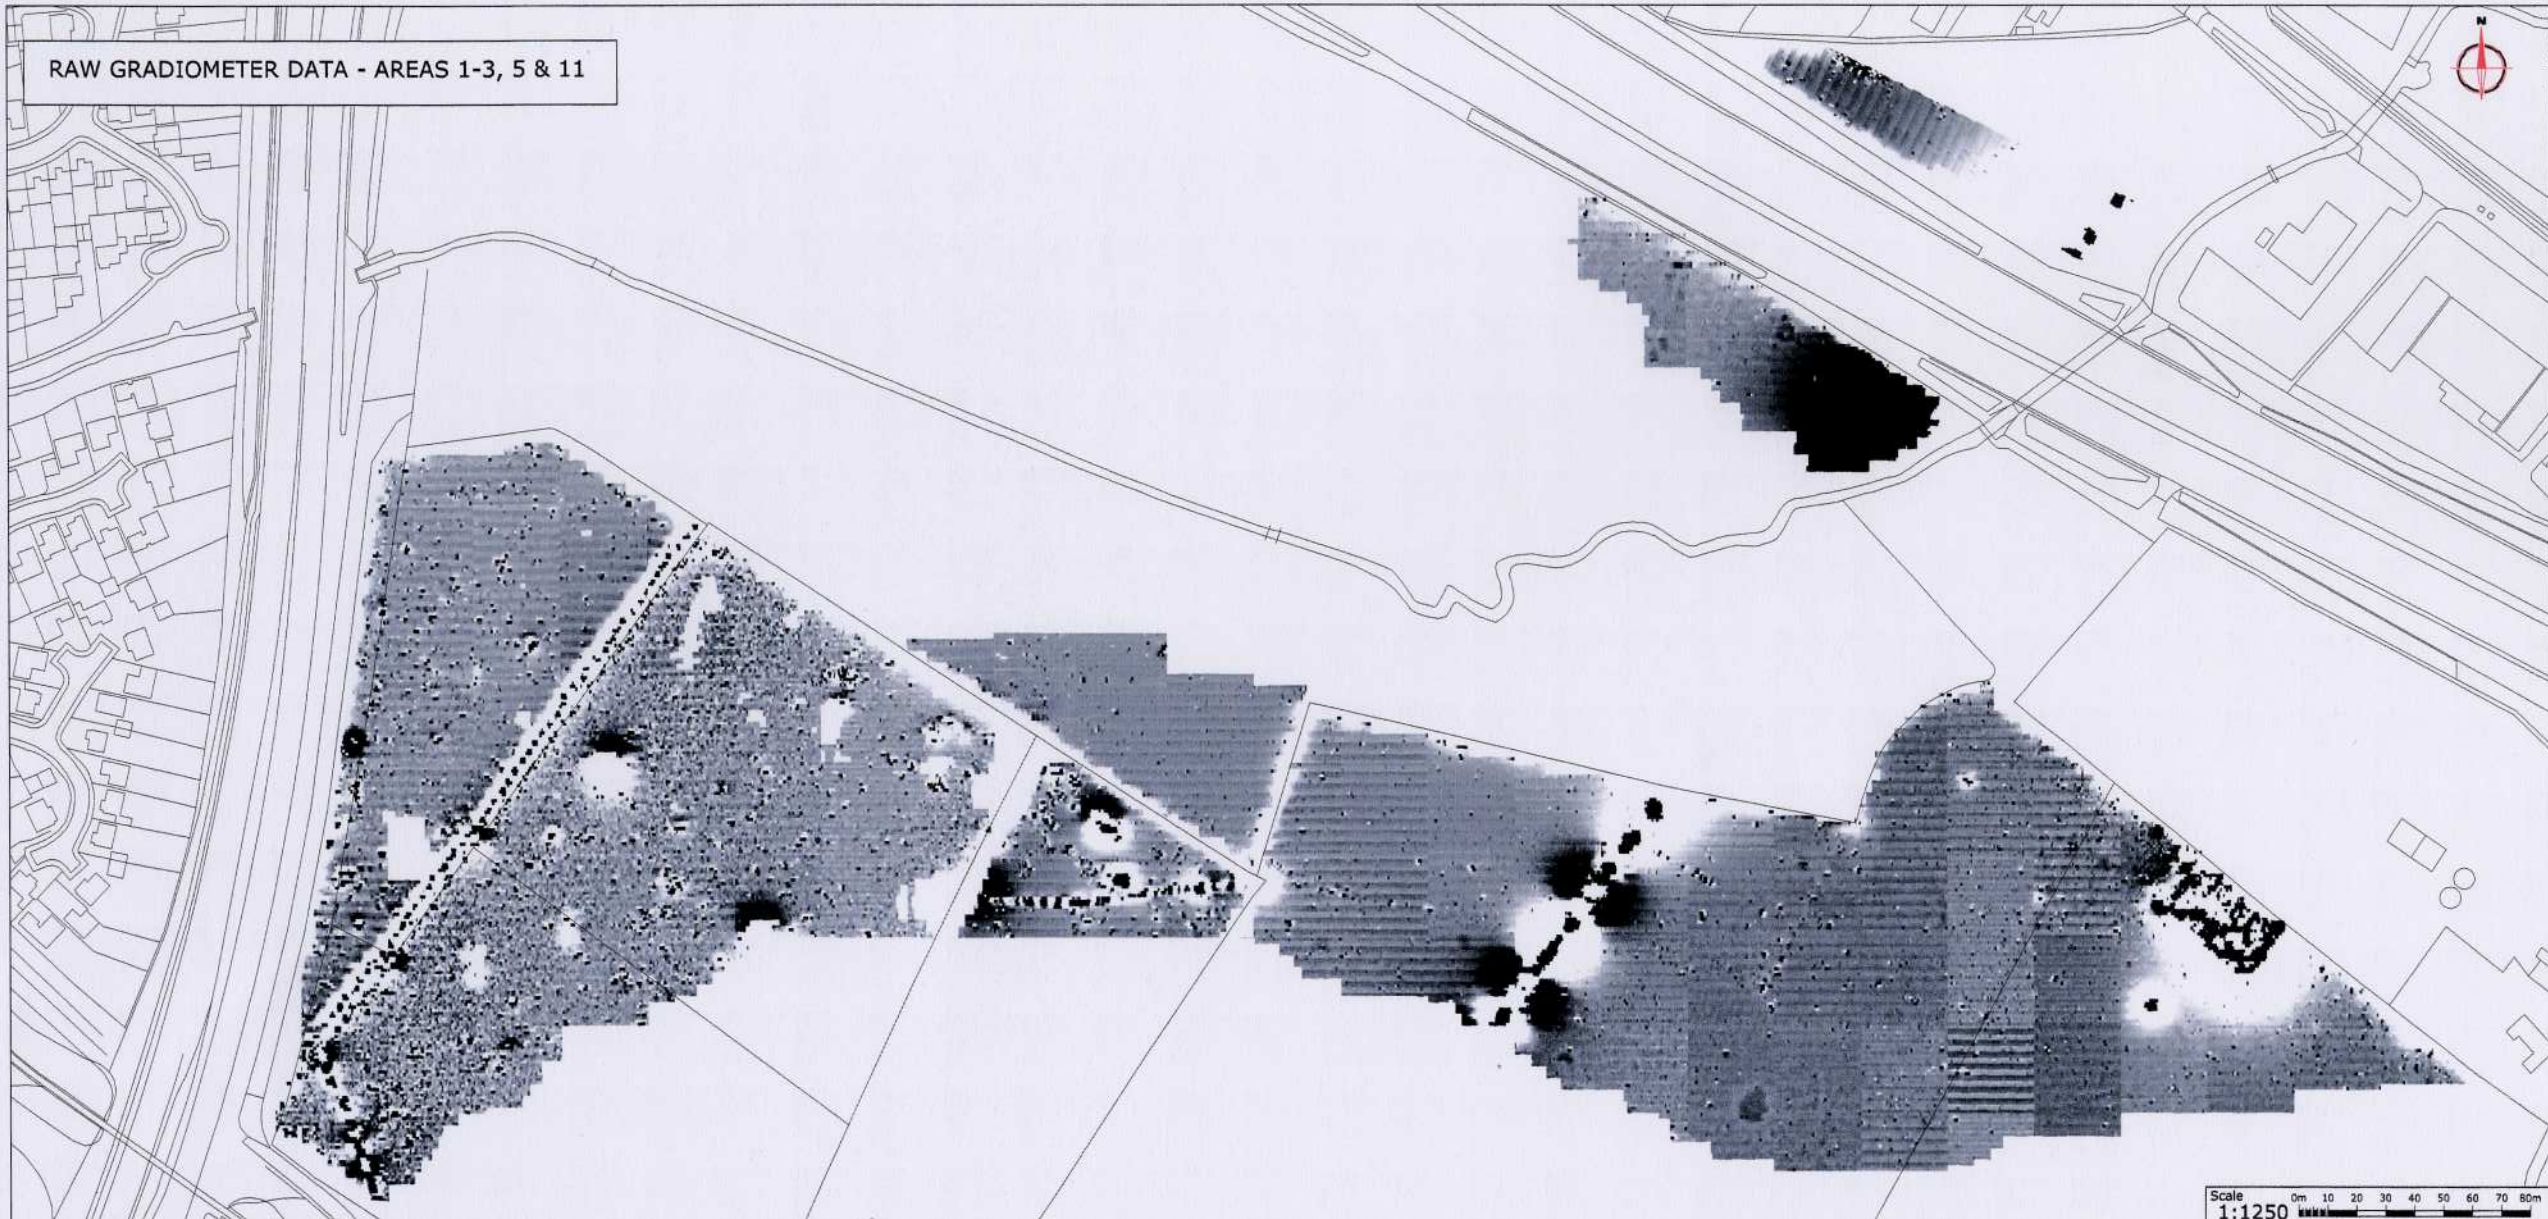 RAW GRADIOMETER DATA - AREAS 1-3, 5 & 11
N
Scale
1:1250
0m 10 20 30 40 50 60 70 80m